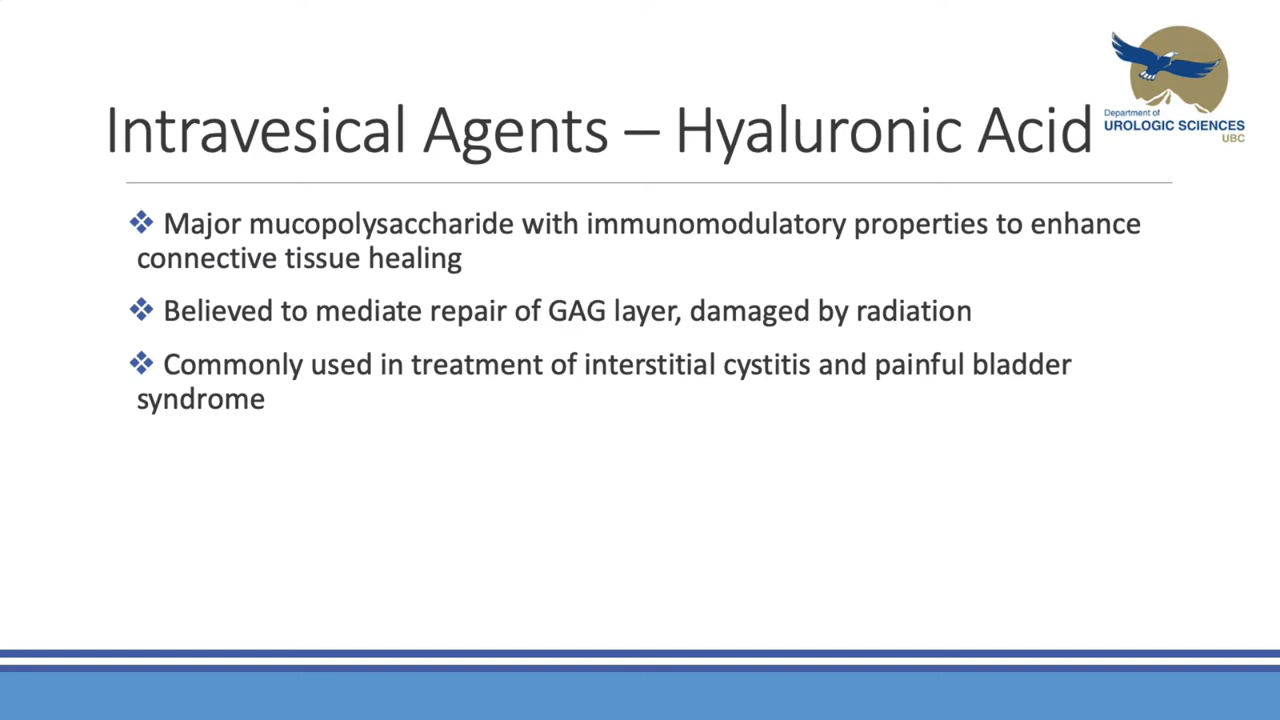 Department of
UROLOGIC SCIENCES
UBC
Intravesical Agents – Hyaluronic Acid
❖ Major mucopolysaccharide with immunomodulatory properties to enhance
connective tissue healing
❖ Believed to mediate repair of GAG layer, damaged by radiation
❖ Commonly used in treatment of interstitial cystitis and painful bladder
syndrome